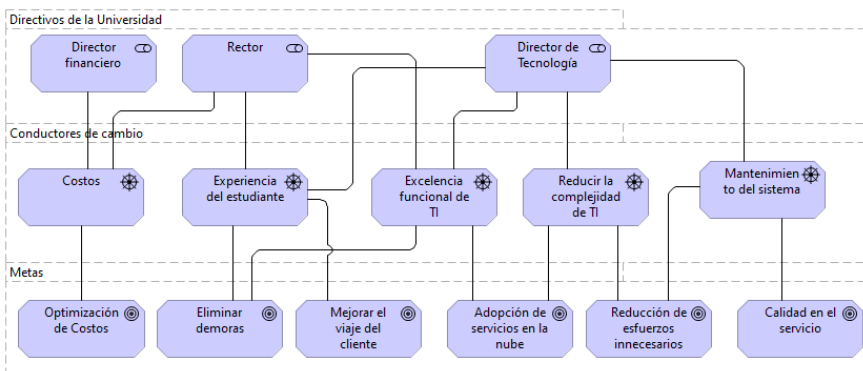 Directivos de la Universidad
Director
financiero
Rector
Director de
Tecnología
Conductores de cambio
Costos
Experiencia
del estudiante
Excelencia
funcional de
TI
Reducir la
complejidad
de TI
Mantenimien
to del sistema
Metas
Optimización
de Costos
Eliminar
demoras
Mejorar el
viaje del
cliente
Adopción de
servicios en la
nube
Reducción de
esfuerzos
innecesarios
Calidad en el
servicio